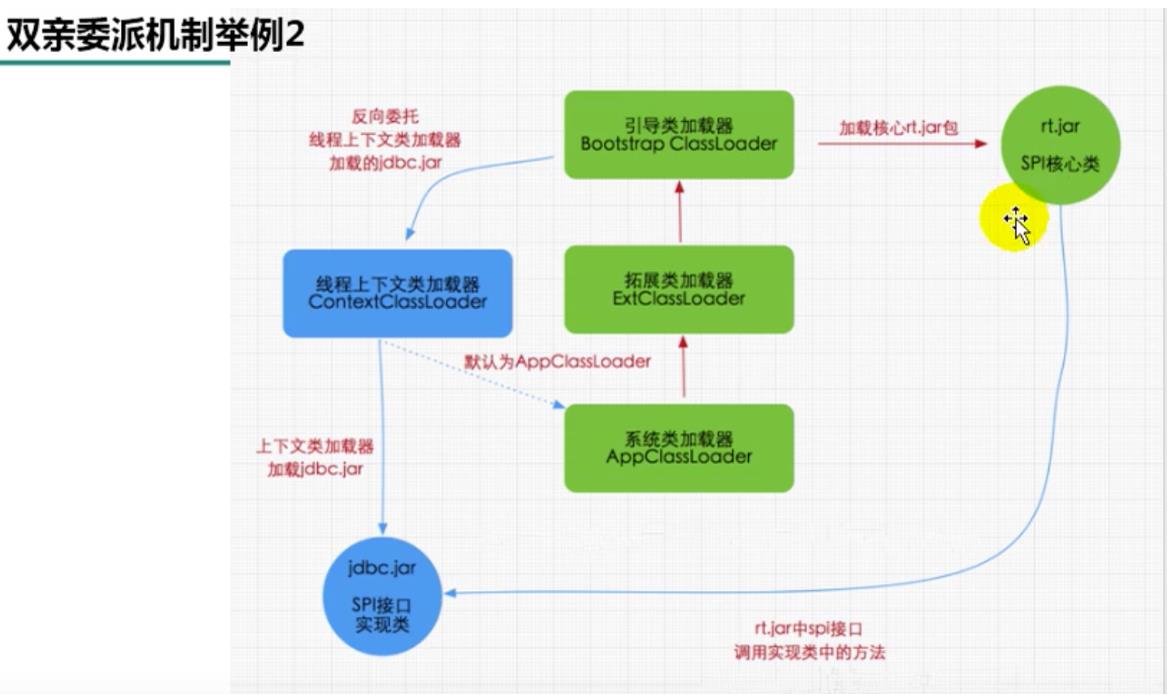 双亲委派机制举例2
反向委托
线程上下文类加载器
加载的jdbc.jar
引导类加载器
Bootstrap ClassLoader
加载核心rt.jar包
rt.jar
SPI核心类
线程上下文类加载器
ContextClassLoader
拓展类加载器
ExtClassLoader
默认为AppClassLoader
上下文类加载器
加载jdbc.jar
系统类加载器
AppClassLoader
jdbc.jar
SPI接口
实现类
rt.jar中spi接口
调用实现类中的方法